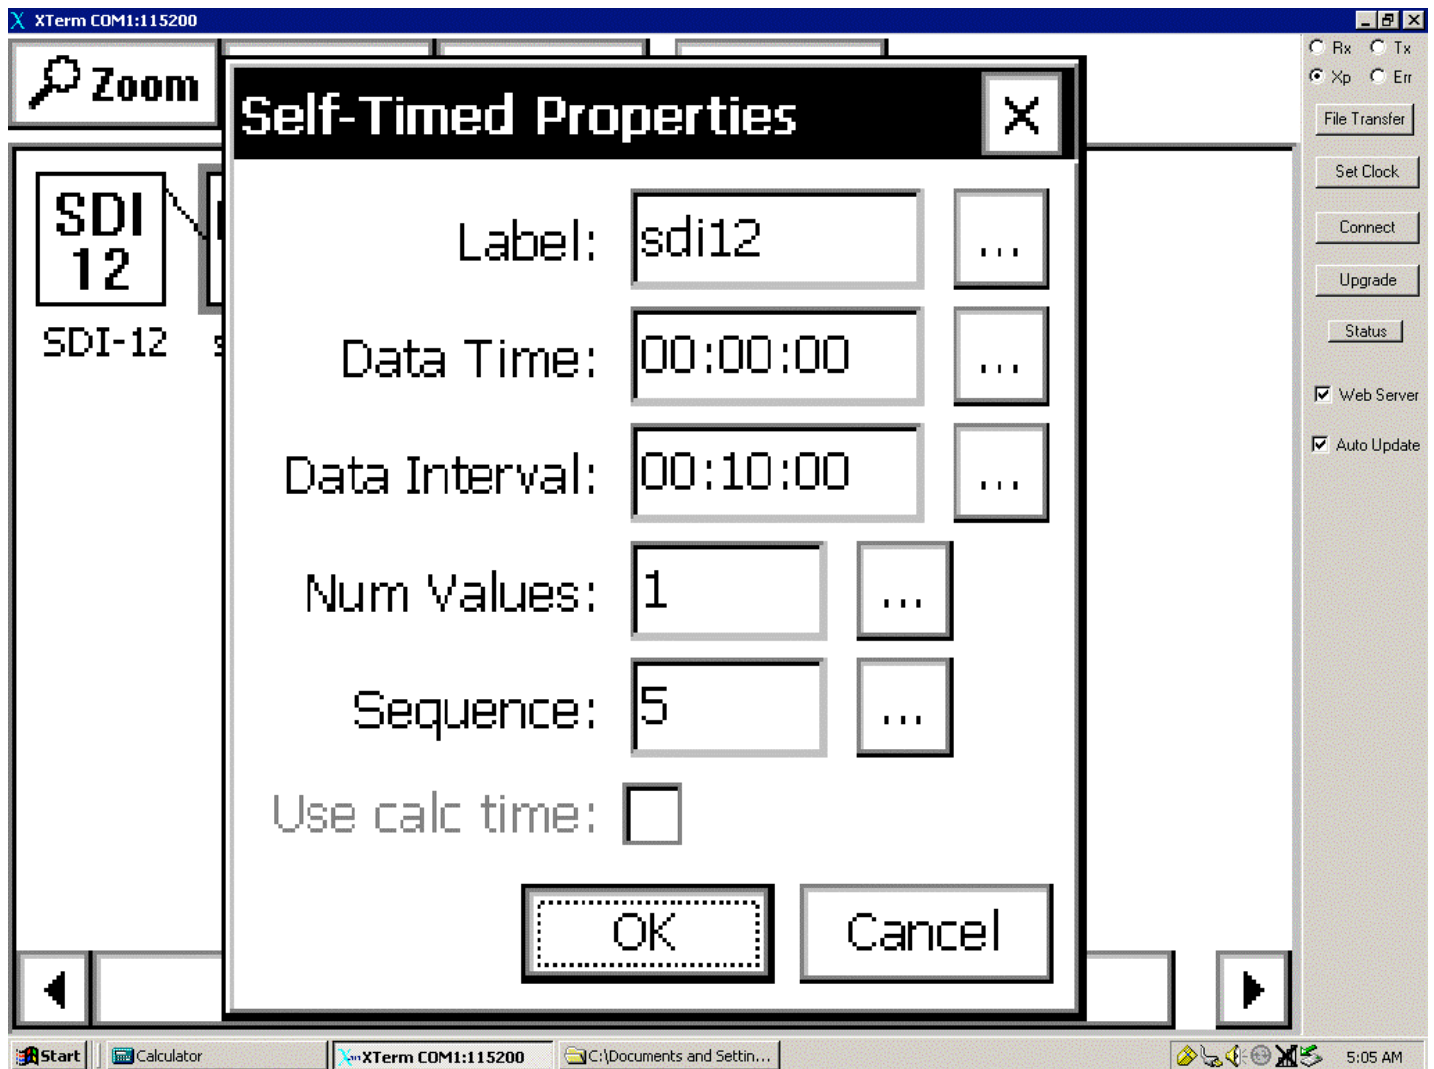 XTerm COM1:115200
Rx Tx
Xp Err
Zoom
Self-Timed Properties
File Transfer
Set Clock
Connect
Upgrade
Status
Web Server
Auto Update
SDI
12
SDI-12
Label: sdi12 ...
Data Time: 00:00:00 ...
Data Interval: 00:10:00 ...
Num Values: 1 ...
Sequence: 5 ...
Use calc time:
OK Cancel
Start Calculator XTerm COM1:115200 C:\Documents and Settin... 5:05 AM